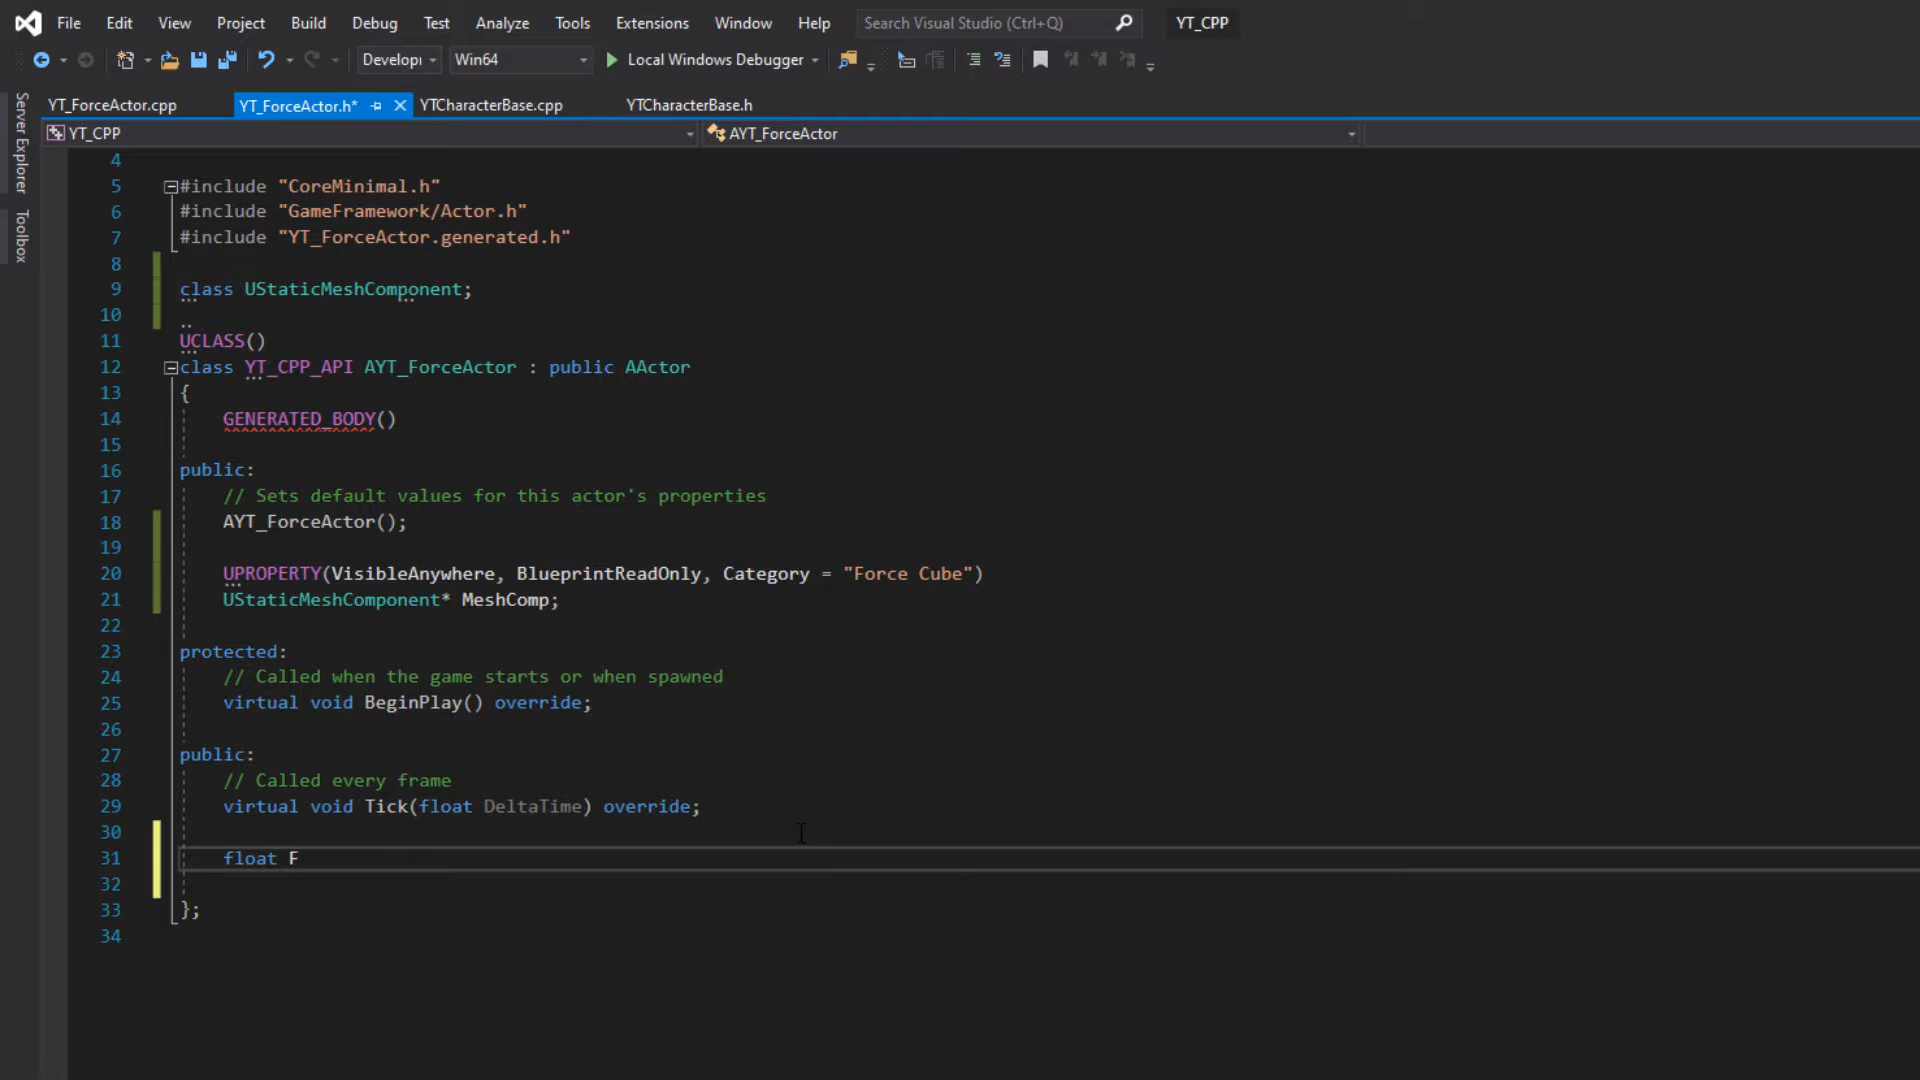 File Edit View Project Build Debug Test Analyze Tools Extensions Window Help Search Visual Studio (Ctrl+Q) YT_CPP
Develop Win64 Local Windows Debugger
YT_ForceActor.cpp YT_ForceActor.h* YTCharacterBase.cpp YTCharacterBase.h
YT_CPP AYT_ForceActor
Server Explorer
Toolbox
4
5 #include "CoreMinimal.h"
6 #include "GameFramework/Actor.h"
7 #include "YT_ForceActor.generated.h"
8
9 class UStaticMeshComponent;
10
11 UCLASS()
12 class YT_CPP_API AYT_ForceActor : public AActor
13 {
14 GENERATED_BODY()
15
16 public:
17 // Sets default values for this actor's properties
18 AYT_ForceActor();
19
20 UPROPERTY(VisibleAnywhere, BlueprintReadOnly, Category = "Force Cube")
21 UStaticMeshComponent* MeshComp;
22
23 protected:
24 // Called when the game starts or when spawned
25 virtual void BeginPlay() override;
26
27 public:
28 // Called every frame
29 virtual void Tick(float DeltaTime) override;
30
31 float F
32
33 };
34